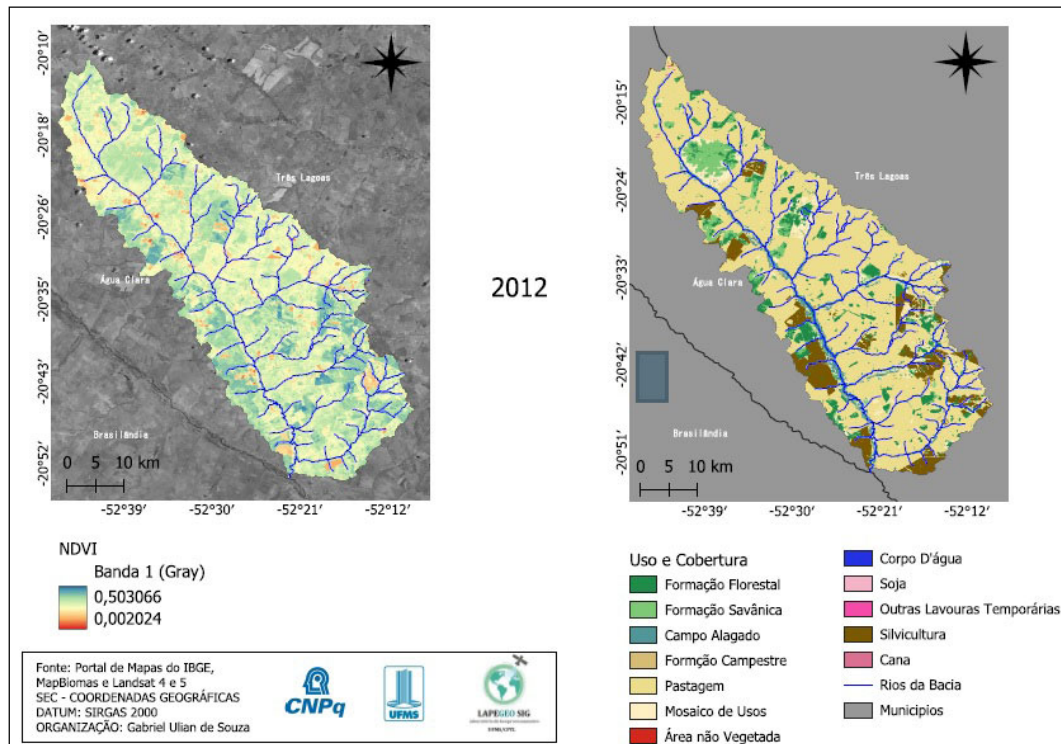 -20°10'
-20°18'
-20°26'
-20°35'
-20°43'
-20°52'
Três Lagoas
Água Clara
Brasilândia
0 5 10 km
-52°39' -52°30' -52°21' -52°12'
2012
-20°15'
-20°24'
-20°33'
-20°42'
-20°51'
Três Lagoas
Água Clara
Brasilândia
0 5 10 km
-52°39' -52°30' -52°21' -52°12'
NDVI
Banda 1 (Gray)
0,503066
0,002024
Uso e Cobertura
Formação Florestal
Formação Savânica
Campo Alagado
Formção Campestre
Pastagem
Mosaico de Usos
Área não Vegetada
Corpo D'água
Soja
Outras Lavouras Temporárias
Silvicultura
Cana
Rios da Bacia
Municipios
Fonte: Portal de Mapas do IBGE,
MapBiomas e Landsat 4 e 5
SEC - COORDENADAS GEOGRÁFICAS
DATUM: SIRGAS 2000
ORGANIZAÇÃO: Gabriel Ulian de Souza
CNPq
UFMS
LAPEGEO SIG